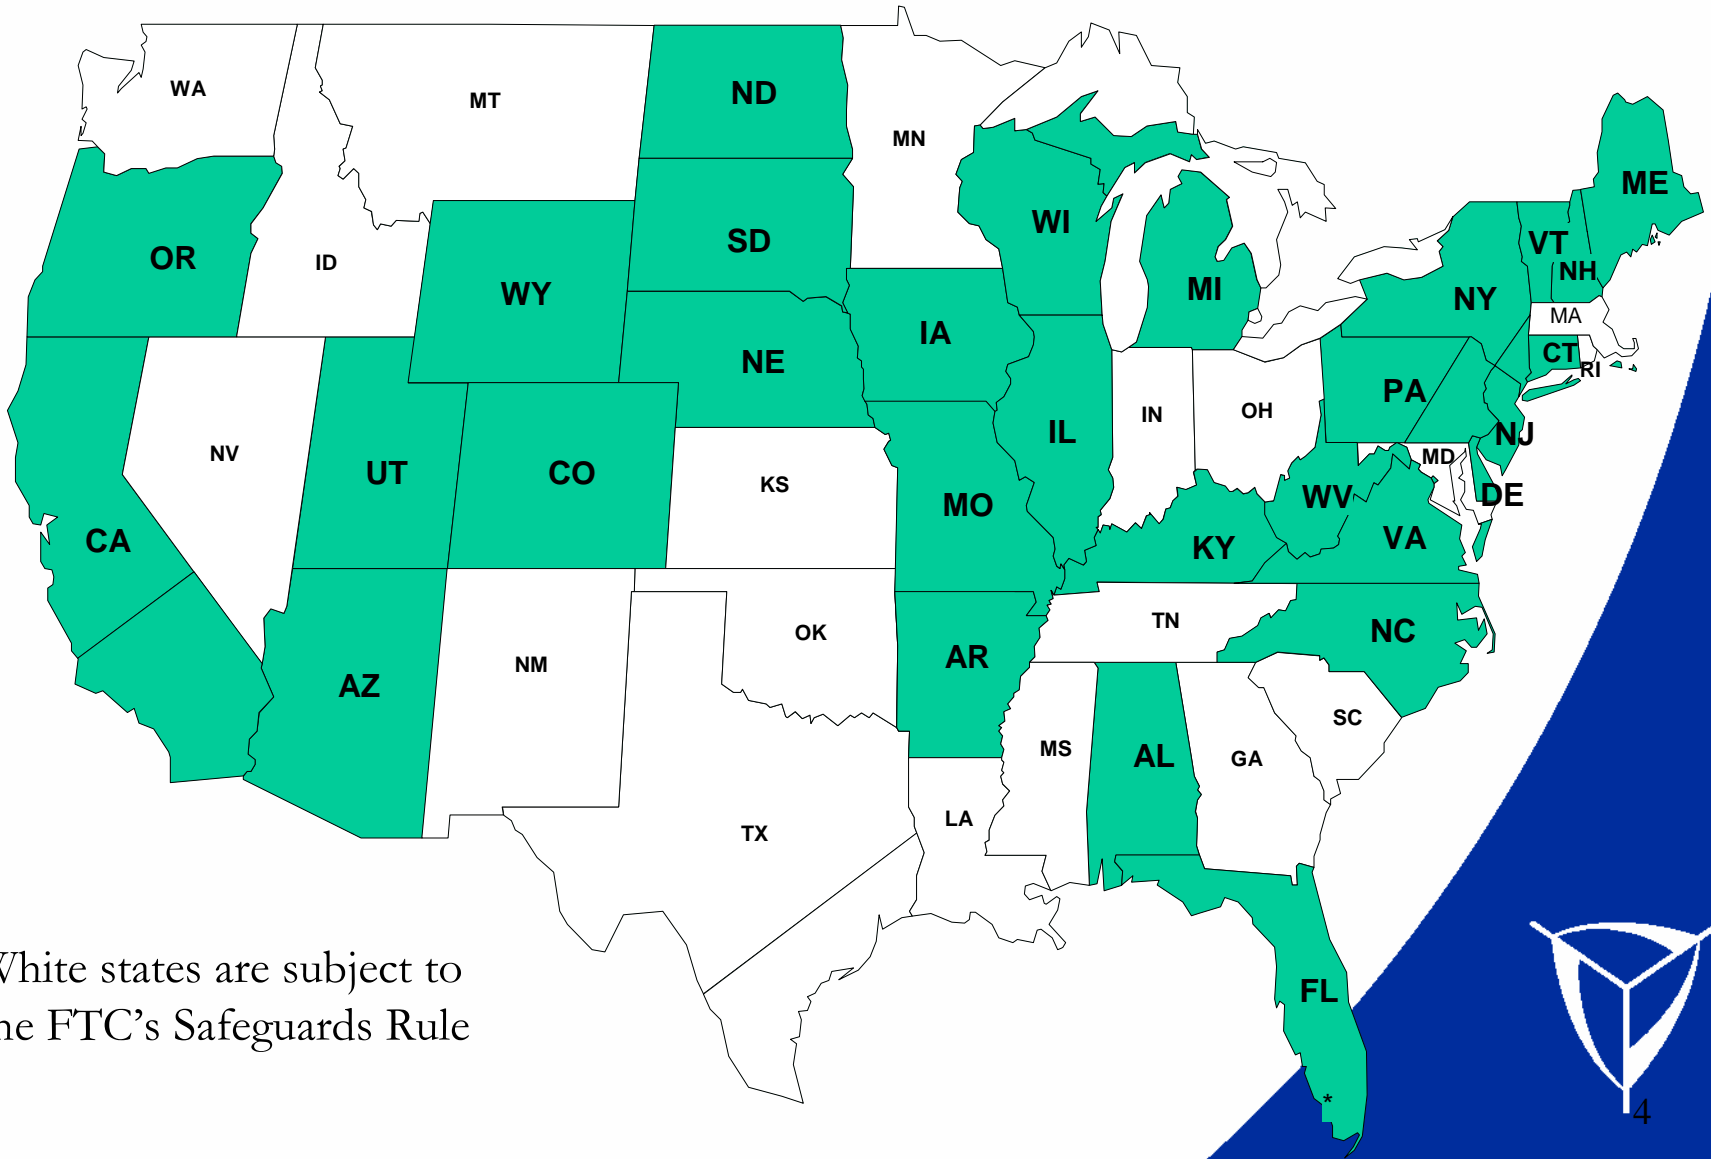 WA
MT
ND
MN
ME
OR
ID
SD
WI
VT
NH
WY
MI
NY
MA
IA
NE
CT
RI
PA
IN
OH
IL
NJ
NV
UT
CO
KS
MD
MO
WV
DE
CA
KY
VA
TN
OK
NC
AR
NM
AZ
SC
MS
AL
GA
LA
TX
White states are subject to
he FTC’s Safeguards Rule
FL
*
4